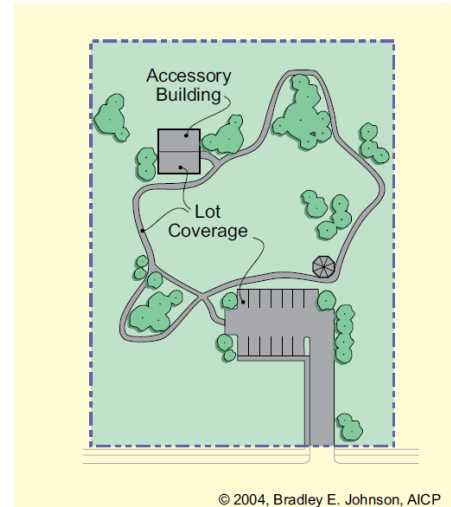 Accessory
Building
Lot
Coverage
© 2004, Bradley E. Johnson, AICP